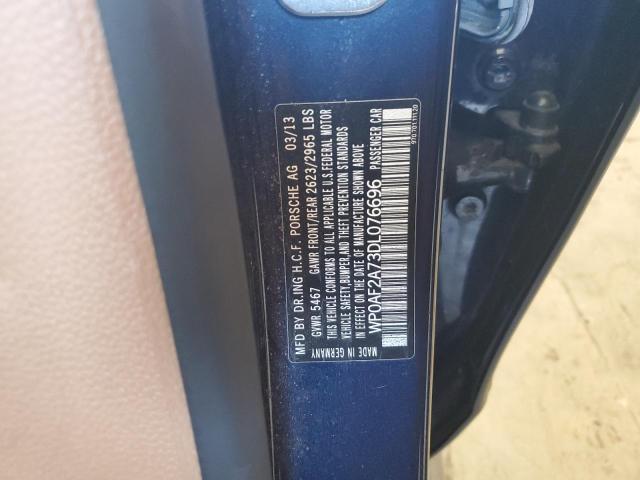 MFD BY DR.ING H.C.F. PORSCHE AG 03/13
GVWR 5467 GAWR FRONT/REAR 2623/2965 LBS
THIS VEHICLE CONFORMS TO ALL APPLICABLE U.S.FEDERAL MOTOR
VEHICLE SAFETY,BUMPER,AND THEFT PREVENTION STANDARDS
IN EFFECT ON THE DATE OF MANUFACTURE SHOWN ABOVE
WP0AF2A73DL076696 PASSENGER CAR
MADE IN GERMANY